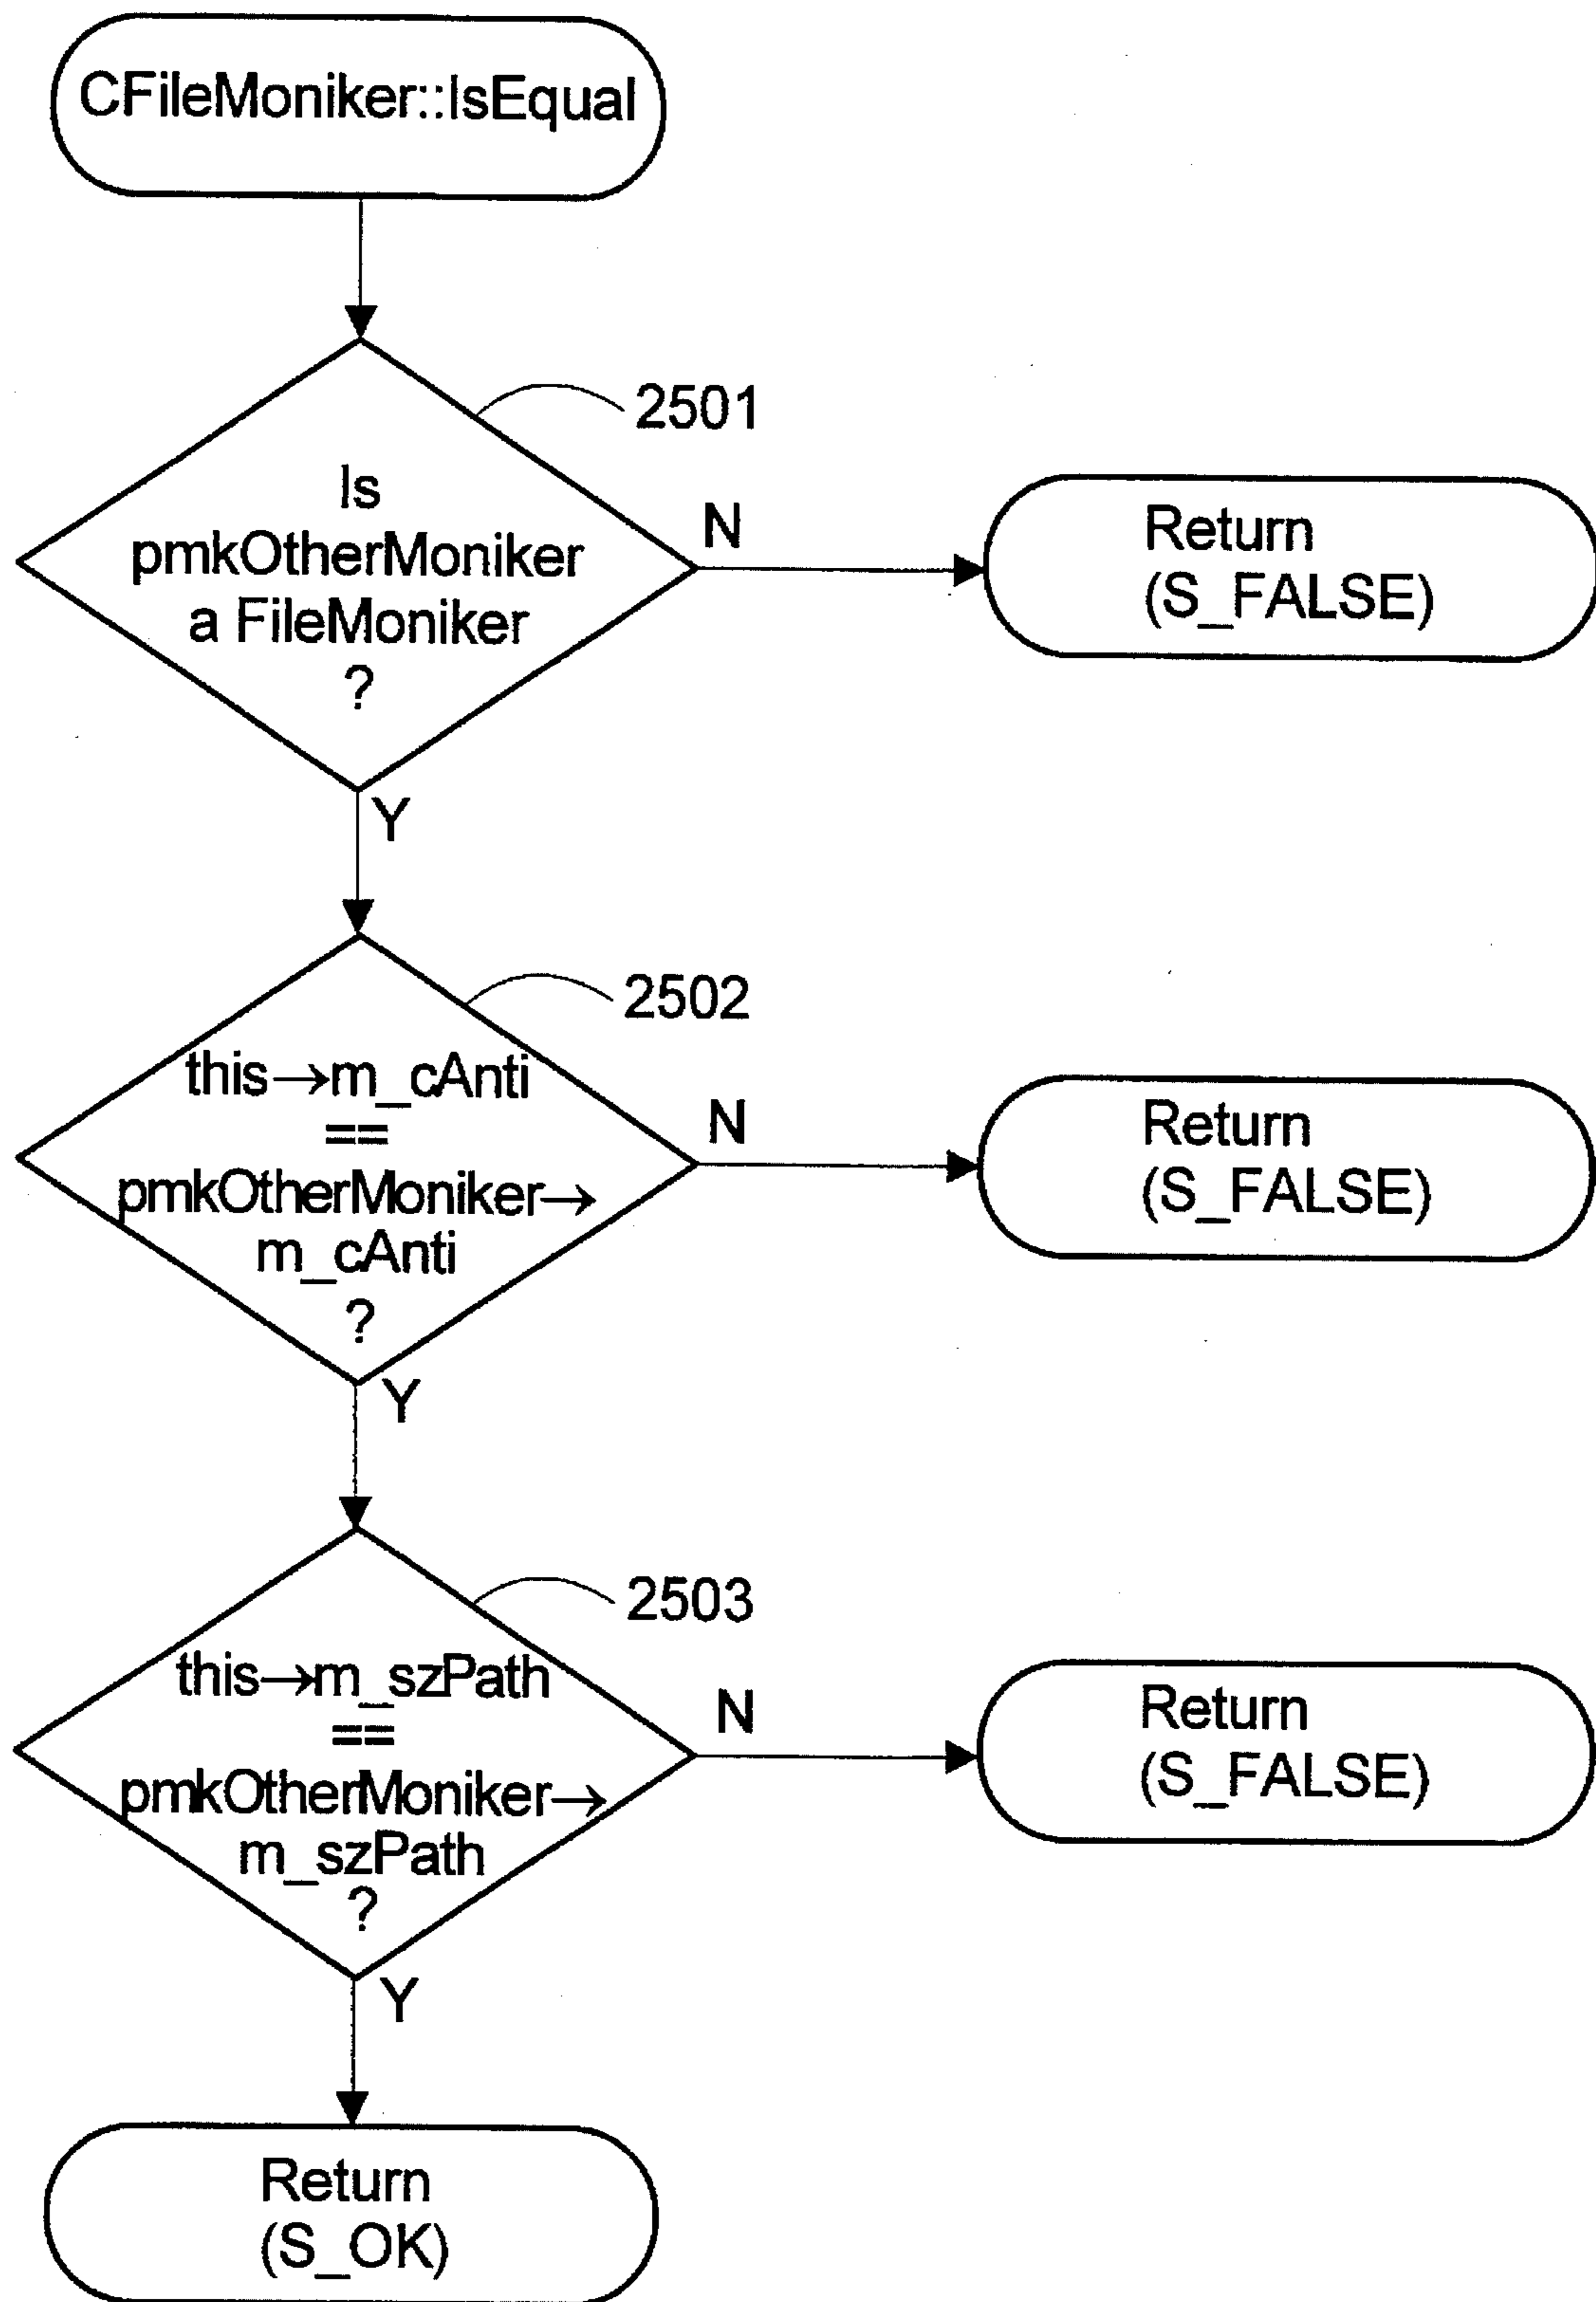 CFileMoniker::IsEqual
2501
Is
pmkOtherMoniker
a FileMoniker
?
N
Return
(S_FALSE)
Y
2502
this→m_cAnti
==
pmkOtherMoniker→
m_cAnti
?
N
Return
(S_FALSE)
Y
2503
this→m_szPath
==
pmkOtherMoniker→
m_szPath
?
N
Return
(S_FALSE)
Y
Return
(S_OK)